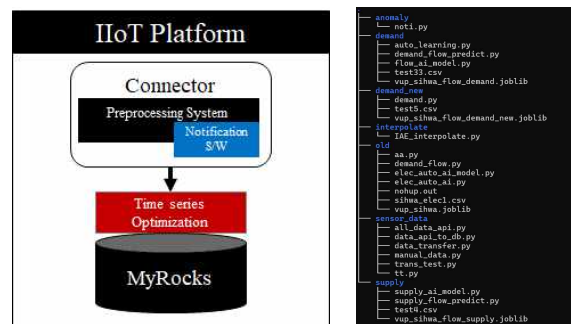 IIoT Platform
Connector
Preprocessing System
Notification
S/W
Time series
Optimization
MyRocks
anomaly
noti.py
demand
auto_learning.py
demand_flow_predict.py
flow_ai_model.py
test33.csv
vup_sihwa_flow_demand.joblib
demand_new
demand.py
test5.csv
vup_sihwa_flow_demand_new.joblib
interpolate
IAE_interpolate.py
old
aa.py
demand_flow.py
elec_auto_ai_model.py
elec_auto_ai.py
nohup.out
sihwa_elec1.csv
vup_sihwa.joblib
sensor_data
all_data_api.py
data_api_to_db.py
data_transfer.py
manual_data.py
trans_test.py
tt.py
supply
supply_ai_model.py
supply_flow_predict.py
test4.csv
vup_sihwa_flow_supply.joblib